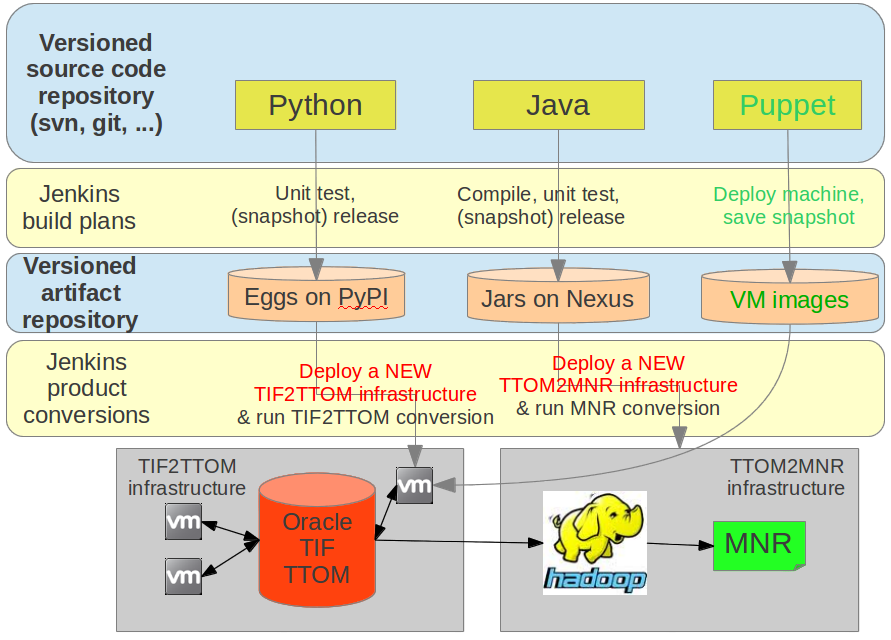 Versioned
source code
repository
(svn, git, ...)
Python
Java
Puppet
Jenkins
build plans
Unit test,
(snapshot) release
Compile, unit test,
(snapshot) release
Deploy machine,
save snapshot
Versioned
artifact
repository
Eggs on PyPI
Jars on Nexus
VM images
Jenkins
product
conversions
Deploy a NEW
TIF2TTOM infrastructure
& run TIF2TTOM conversion
Deploy a NEW
TTOM2MNR infrastructure
& run MNR conversion
TIF2TTOM
infrastructure
vm
vm
vm
Oracle
TIF
TTOM
TTOM2MNR
infrastructure
hadoop
MNR